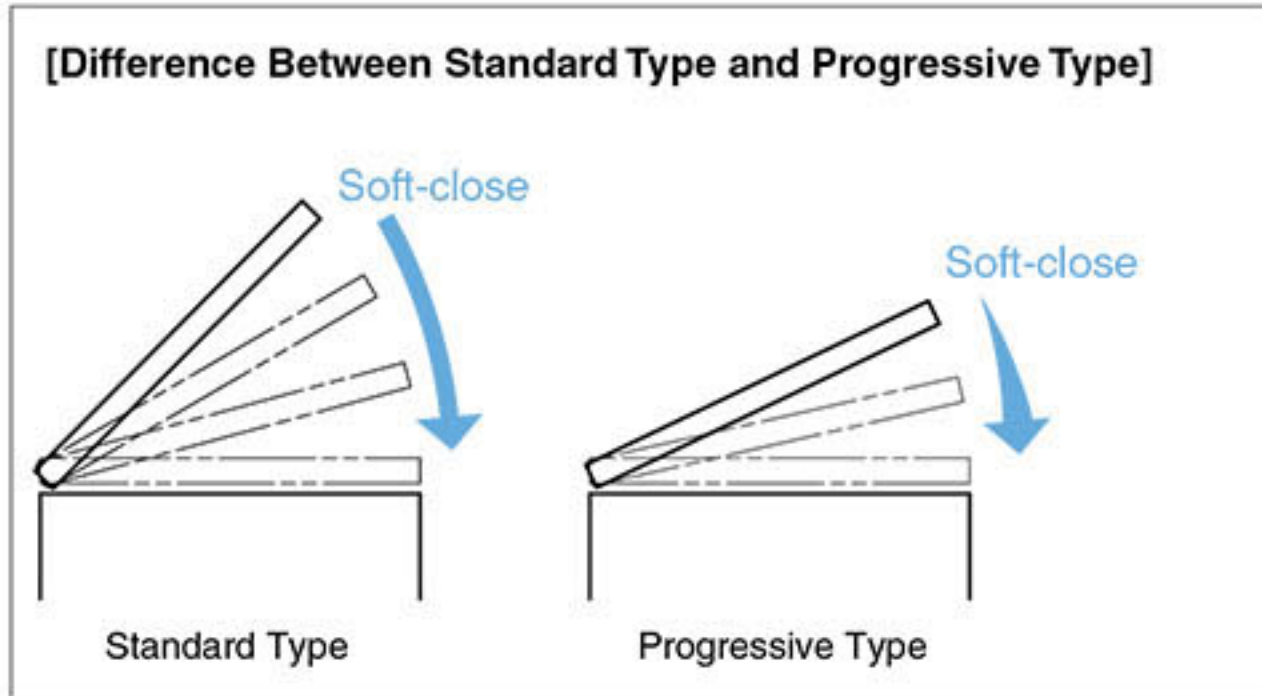 [Difference Between Standard Type and Progressive Type]
Soft-close
Soft-close
Standard Type
Progressive Type